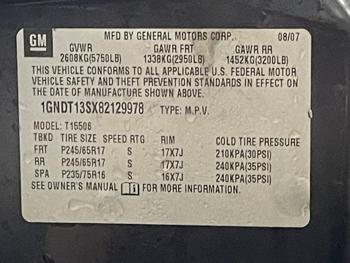 MFD BY GENERAL MOTORS CORP. 08/07
GM
GVWR GAWR FRT GAWR RR
2608KG(5750LB) 1338KG(2950LB) 1452KG(3200LB)
THIS VEHICLE CONFORMS TO ALL APPLICABLE U.S. FEDERAL MOTOR
VEHICLE SAFETY AND THEFT PREVENTION STANDARDS IN EFFECT ON
THE DATE OF MANUFACTURE SHOWN ABOVE.
1GNDT13SX82129978 TYPE: M.P.V.
MODEL: T15506
TBKD TIRE SIZE SPEED RTG RIM COLD TIRE PRESSURE
FRT P245/65R17 S 17X7J 210KPA(30PSI)
RR P245/65R17 S 17X7J 240KPA(35PSI)
SPA P235/75R16 S 16X7J 240KPA(35PSI)
SEE OWNER'S MANUAL FOR MORE INFORMATION.